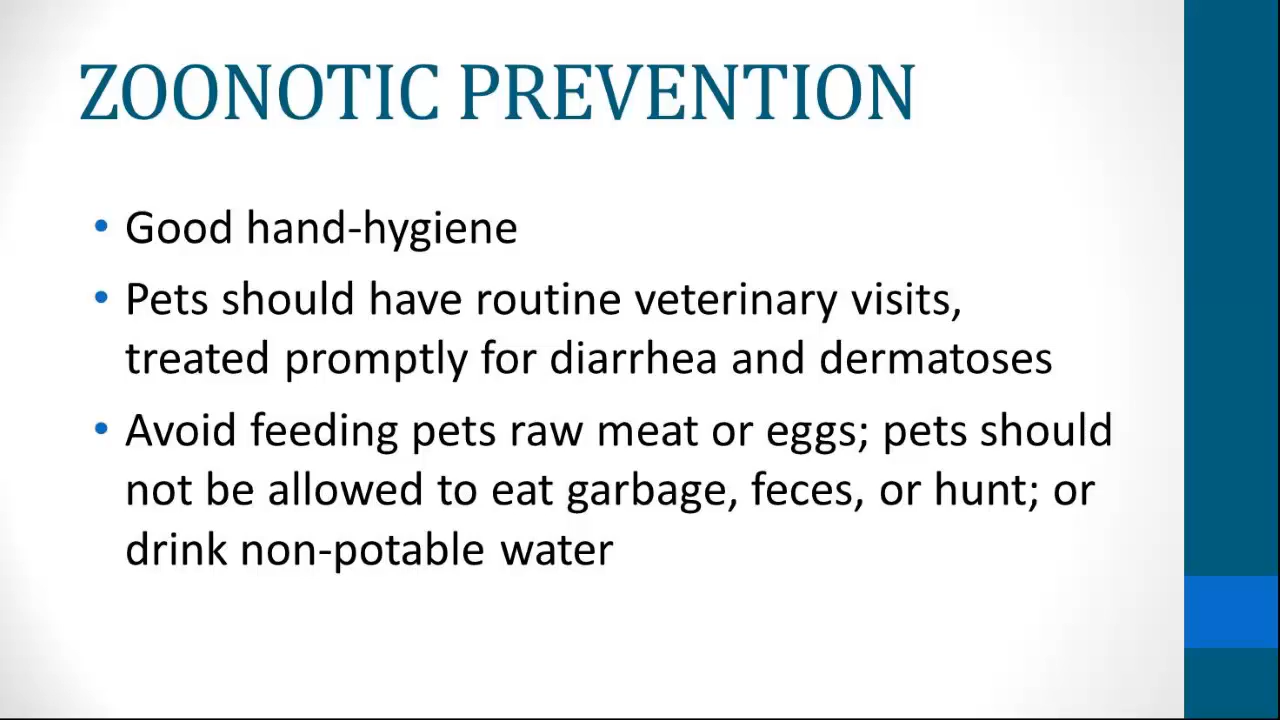 ZOONOTIC PREVENTION
• Good hand-hygiene
• Pets should have routine veterinary visits,
treated promptly for diarrhea and dermatoses
• Avoid feeding pets raw meat or eggs; pets should
not be allowed to eat garbage, feces, or hunt; or
drink non-potable water